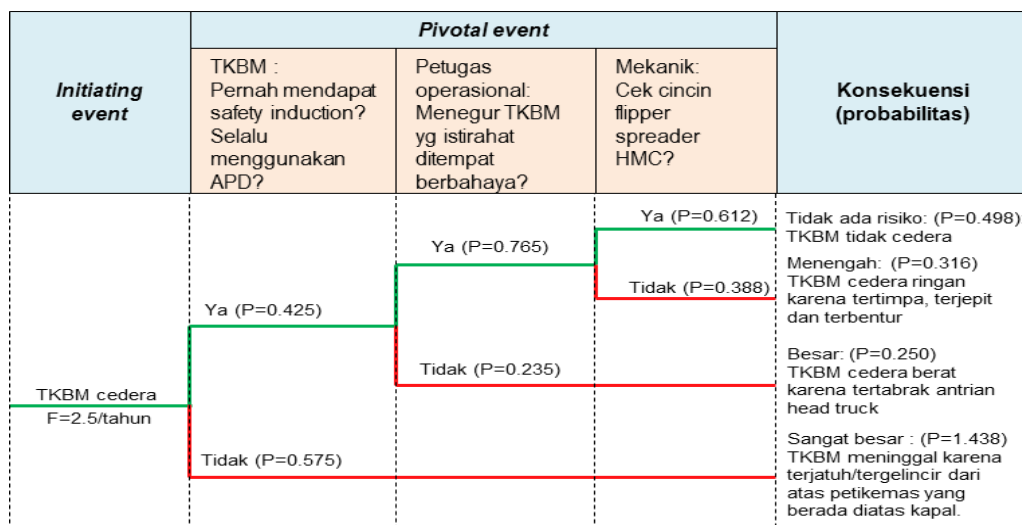 Pivotal event
Initiating
event
TKBM :
Pernah mendapat
safety induction?
Selalu
menggunakan
APD?
Petugas
operasional:
Menegur TKBM
yg istirahat
ditempat
berbahaya?
Mekanik:
Cek cincin
flipper
spreader
HMC?
Konsekuensi
(probabilitas)
Ya (P=0.612)
Tidak ada risiko: (P=0.498)
TKBM tidak cedera
Ya (P=0.765)
Menengah: (P=0.316)
TKBM cedera ringan
karena tertimpa, terjepit
dan terbentur
Tidak (P=0.388)
Ya (P=0.425)
Besar: (P=0.250)
TKBM cedera berat
karena tertabrak antrian
head truck
Tidak (P=0.235)
TKBM cedera
F=2.5/tahun
Sangat besar : (P=1.438)
TKBM meninggal karena
terjatuh/tergelincir dari
atas petikemas yang
berada diatas kapal.
Tidak (P=0.575)